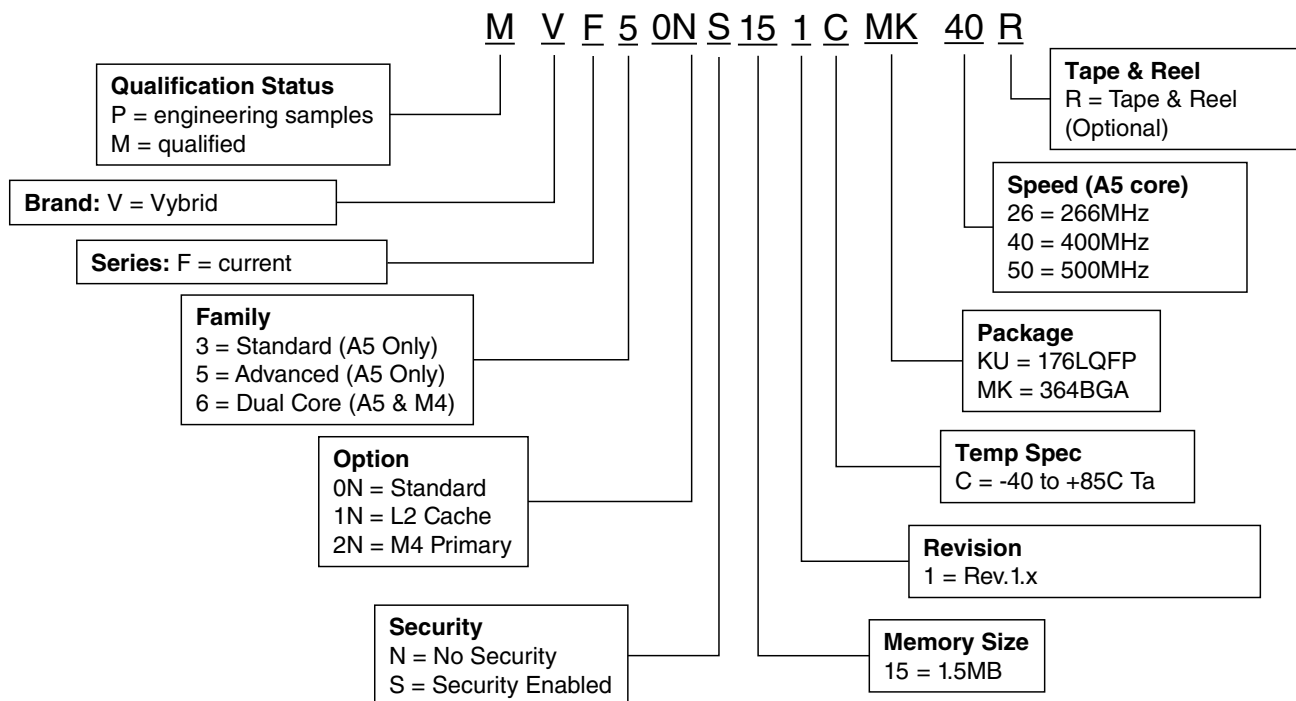 M V F 5 0N S 15 1 C MK 40 R
Qualification Status
P = engineering samples
M = qualified
Brand: V = Vybrid
Series: F = current
Family
3 = Standard (A5 Only)
5 = Advanced (A5 Only)
6 = Dual Core (A5 & M4)
Option
0N = Standard
1N = L2 Cache
2N = M4 Primary
Security
N = No Security
S = Security Enabled
Tape & Reel
R = Tape & Reel
(Optional)
Speed (A5 core)
26 = 266MHz
40 = 400MHz
50 = 500MHz
Package
KU = 176LQFP
MK = 364BGA
Temp Spec
C = -40 to +85C Ta
Revision
1 = Rev.1.x
Memory Size
15 = 1.5MB